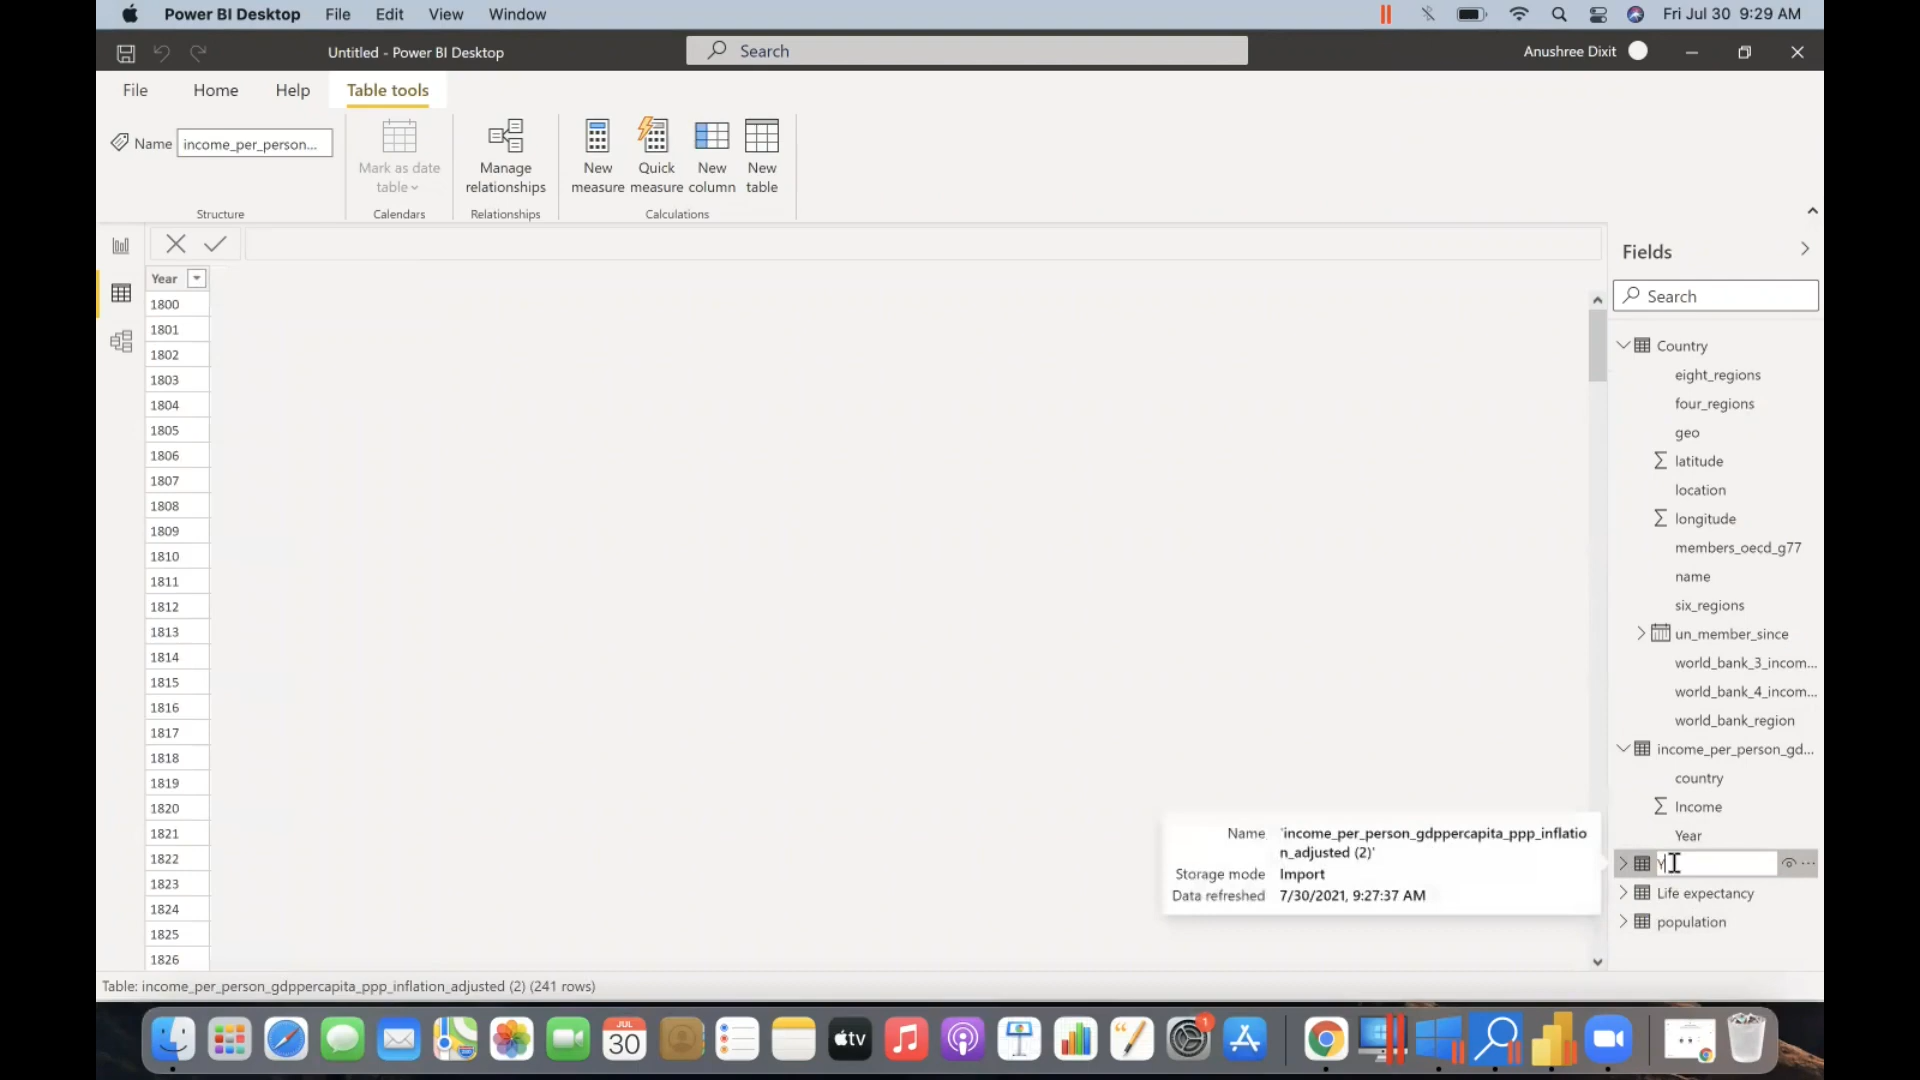 Power BI Desktop File Edit View Window Fri Jul 30 9:29 AM
Untitled - Power BI Desktop Search Anushree Dixit
File Home Help Table tools
Name income_per_person...
Mark as date table
Manage relationships
New measure
Quick measure
New column
New table
Structure Calendars Relationships Calculations
Fields
Search
Year
1800
1801
1802
1803
1804
1805
1806
1807
1808
1809
1810
1811
1812
1813
1814
1815
1816
1817
1818
1819
1820
1821
1822
1823
1824
1825
1826
Country
eight_regions
four_regions
geo
latitude
location
longitude
members_oecd_g77
name
six_regions
un_member_since
world_bank_3_incom...
world_bank_4_incom...
world_bank_region
income_per_person_gd...
country
Income
Year
Y
Life expectancy
population
Name 'income_per_person_gdppercapita_ppp_inflatio
n_adjusted (2)'
Storage mode Import
Data refreshed 7/30/2021, 9:27:37 AM
Table: income_per_person_gdppercapita_ppp_inflation_adjusted (2) (241 rows)
JUL
30
tv
1